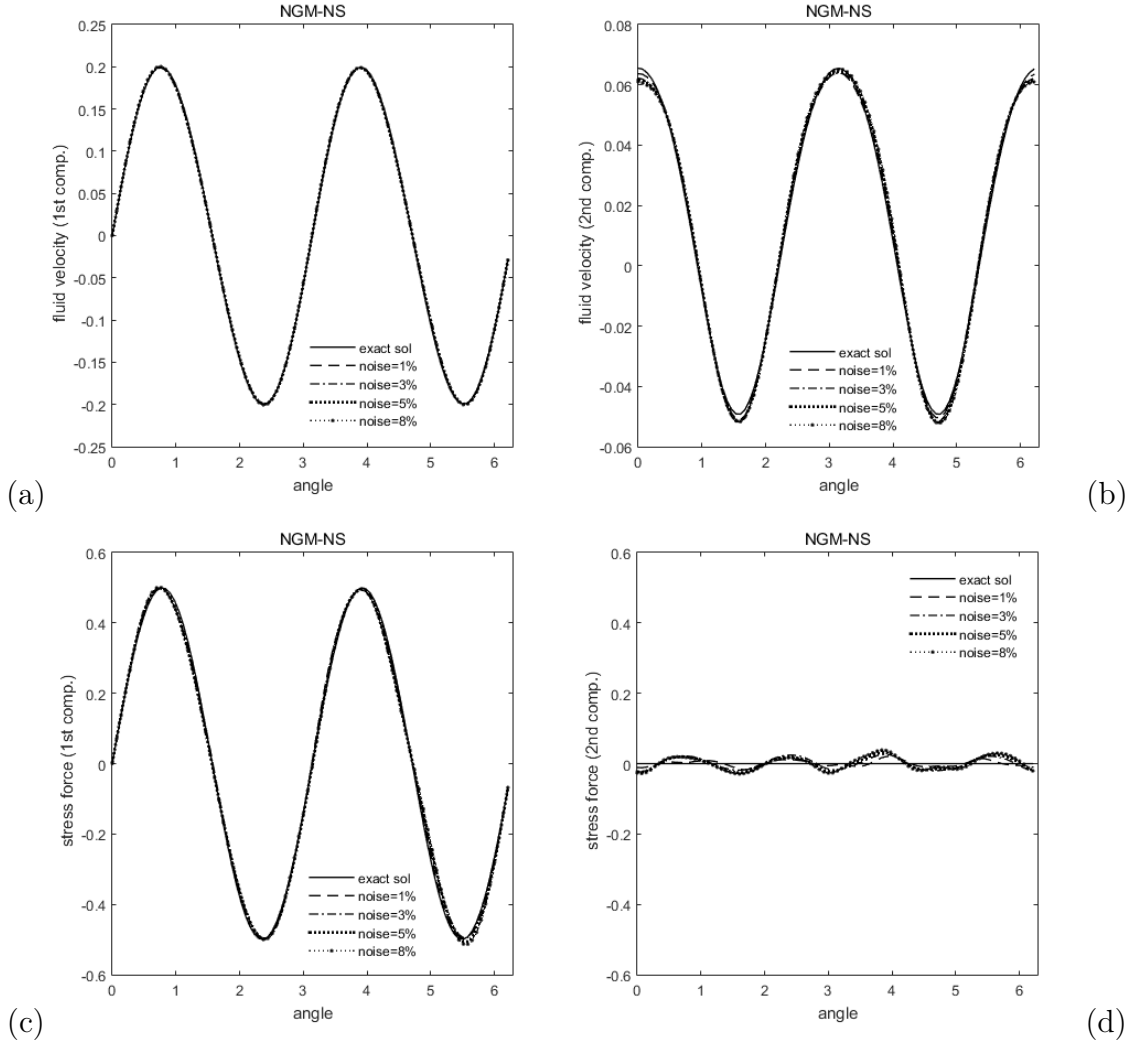 NGM-NS
0.25
0.2
0.15
0.1
0.05
0
-0.05
-0.1
-0.15
-0.2
-0.25
fluid velocity (1st comp.)
exact sol
noise=1%
noise=3%
noise=5%
noise=8%
0 1 2 3 4 5 6
angle
(a)
NGM-NS
0.08
0.06
0.04
0.02
0
-0.02
-0.04
-0.06
fluid velocity (2nd comp.)
exact sol
noise=1%
noise=3%
noise=5%
noise=8%
0 1 2 3 4 5 6
angle
(b)
NGM-NS
0.6
0.4
0.2
0
-0.2
-0.4
-0.6
stress force (1st comp.)
exact sol
noise=1%
noise=3%
noise=5%
noise=8%
0 1 2 3 4 5 6
angle
(c)
NGM-NS
0.6
0.4
0.2
0
-0.2
-0.4
-0.6
stress force (2nd comp.)
exact sol
noise=1%
noise=3%
noise=5%
noise=8%
0 1 2 3 4 5 6
angle
(d)